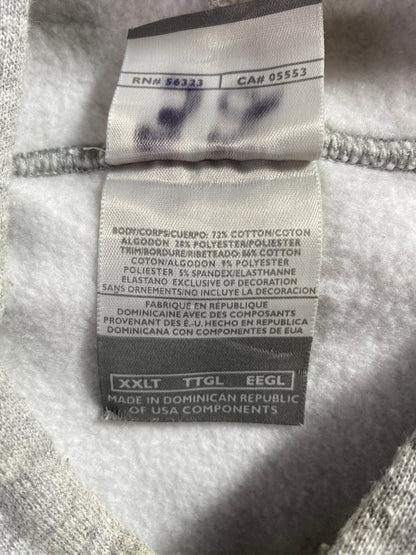 RN# 56323 CA# 05553
BODY/CORPS/CUERPO: 72% COTTON/COTON
ALGODON 28% POLYESTER/POLIESTER
TRIM/BORDURE/RIBETEADO: 86% COTTON
COTON/ALGODON 9% POLYESTER
POLIESTER 5% SPANDEX/ELASTHANNE
ELASTANO EXCLUSIVE OF DECORATION
SANS ORNEMENTS/NO INCLUYE LA DECORACION
FABRIQUÉ EN RÉPUBLIQUE
DOMINICAINE AVEC DES COMPOSANTS
PROVENANT DES É.-U. HECHO EN REPUBLICA
DOMINICANA CON COMPONENTES DE EUA
XXLT TTGL EEGL
MADE IN DOMINICAN REPUBLIC
OF USA COMPONENTS